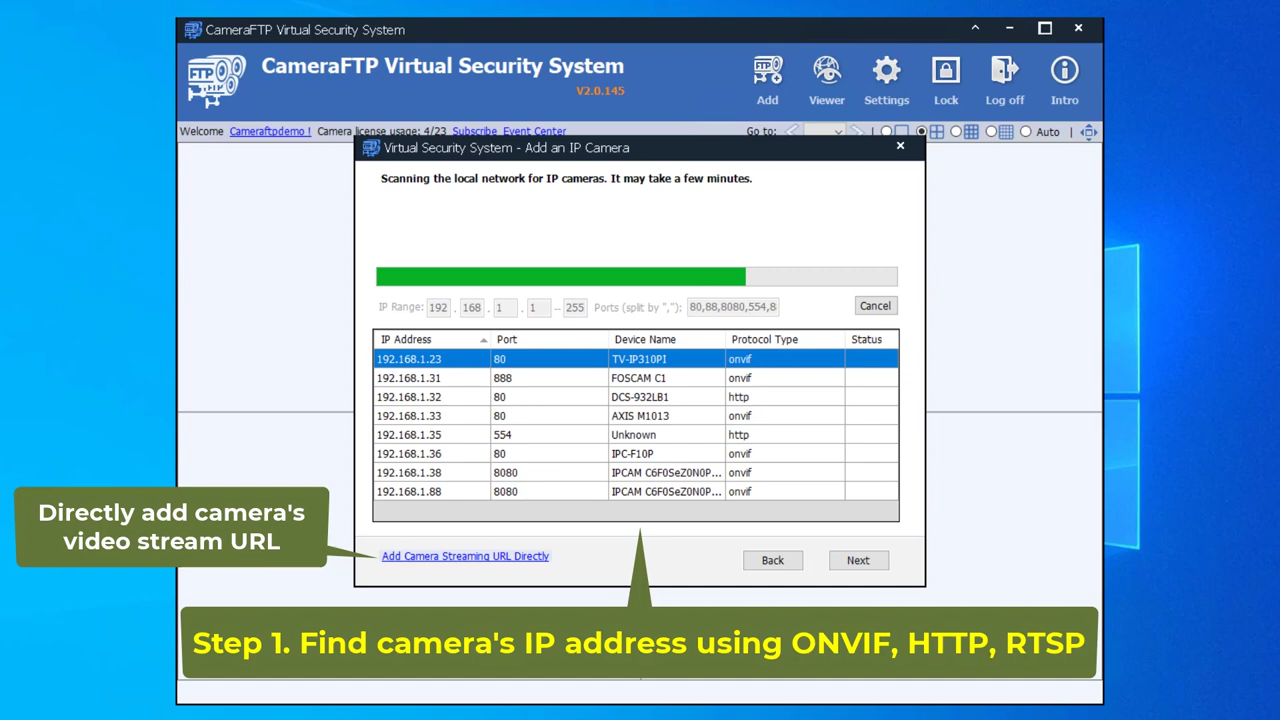 CameraFTP Virtual Security System
FTP
CameraFTP Virtual Security System
V2.0.145
FTP
Add
Viewer
Settings
Lock
Log off
Intro
Welcome Cameraftpdemo ! Camera license usage: 4/23 Subscribe Event Center
Go to:
Auto
Virtual Security System - Add an IP Camera
Scanning the local network for IP cameras. It may take a few minutes.
IP Range: 192 . 168 . 1 . 1 -- 255 Ports (split by ","): 80,88,8080,554,8
Cancel
IP Address Port Device Name Protocol Type Status
192.168.1.23 80 TV-IP310PI onvif
192.168.1.31 888 FOSCAM C1 onvif
192.168.1.32 80 DCS-932LB1 http
192.168.1.33 80 AXIS M1013 onvif
192.168.1.35 554 Unknown http
192.168.1.36 80 IPC-F10P onvif
192.168.1.38 8080 IPCAM C6F0SeZ0N0P... onvif
192.168.1.88 8080 IPCAM C6F0SeZ0N0P... onvif
Directly add camera's
video stream URL
Add Camera Streaming URL Directly
Back
Next
Step 1. Find camera's IP address using ONVIF, HTTP, RTSP